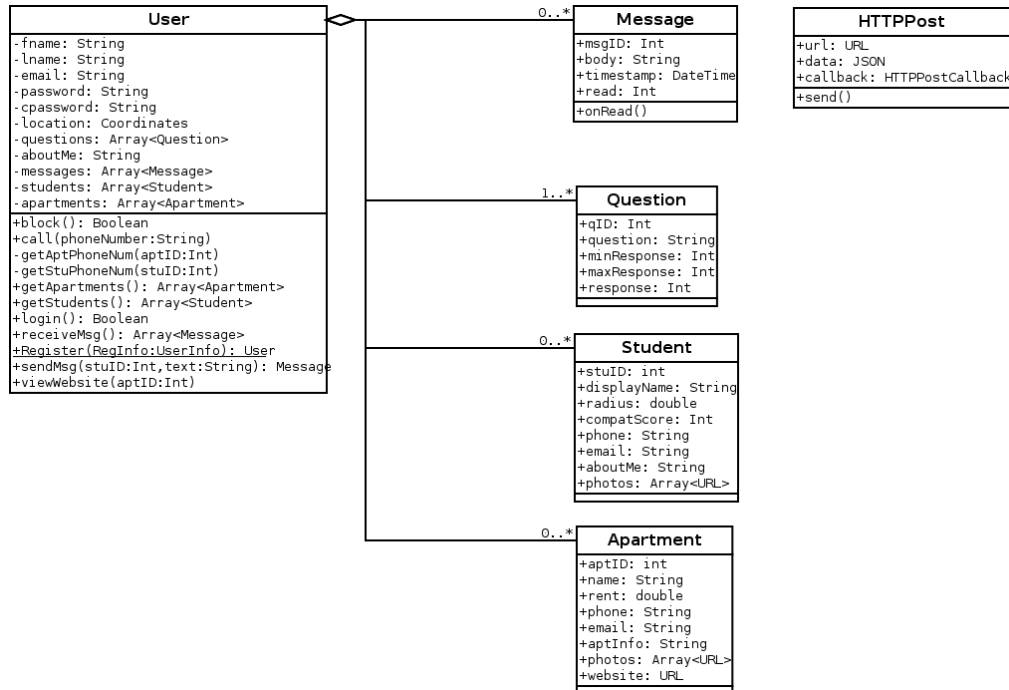 User
-fname: String
-lname: String
-email: String
-password: String
-cpassword: String
-location: Coordinates
-questions: Array<Question>
-aboutMe: String
-messages: Array<Message>
-students: Array<Student>
-apartments: Array<Apartment>
+block(): Boolean
+call(phoneNumber:String)
-getAptPhoneNum(aptID:Int)
-getStuPhoneNum(stuID:Int)
+getApartments(): Array<Apartment>
+getStudents(): Array<Student>
+login(): Boolean
+receiveMsg(): Array<Message>
+Register(RegInfo:UserInfo): User
+sendMsg(stuID:Int,text:String): Message
+viewWebsite(aptID:Int)
0..*
Message
+msgID: Int
+body: String
+timestamp: DateTime
+read: Int
+onRead()
HTTPPost
+url: URL
+data: JSON
+callback: HTTPPostCallback
+send()
1..*
Question
+qID: Int
+question: String
+minResponse: Int
+maxResponse: Int
+response: Int
0..*
Student
+stuID: int
+displayName: String
+radius: double
+compatScore: Int
+phone: String
+email: String
+aboutMe: String
+photos: Array<URL>
0..*
Apartment
+aptID: int
+name: String
+rent: double
+phone: String
+email: String
+aptInfo: String
+photos: Array<URL>
+website: URL